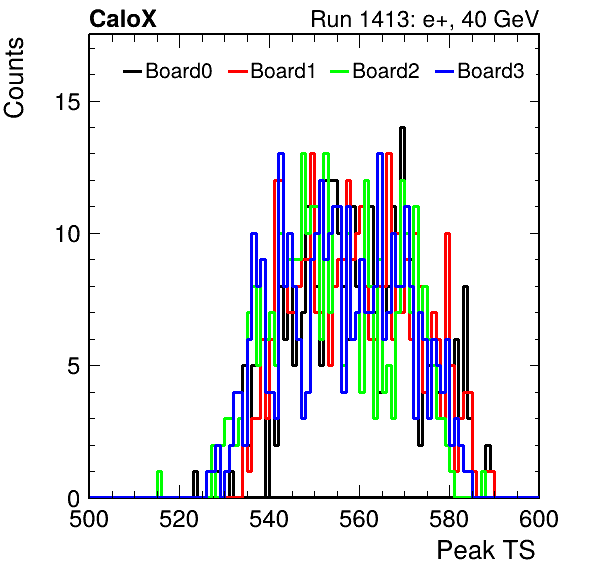 CaloX Run 1413: e+, 40 GeV
Counts
Board0 Board1 Board2 Board3
15
10
5
0
500 520 540 560 580 600
Peak TS